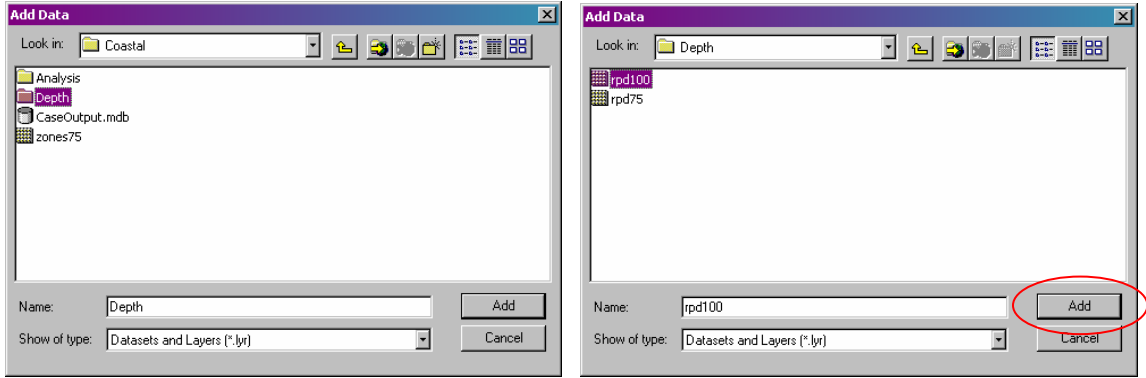 Add Data
Look in: Coastal
Analysis
Depth
CaseOutput.mdb
zones75
Name: Depth Add
Show of type: Datasets and Layers (*.lyr) Cancel
Add Data
Look in: Depth
rpd100
rpd75
Name: rpd100 Add
Show of type: Datasets and Layers (*.lyr) Cancel